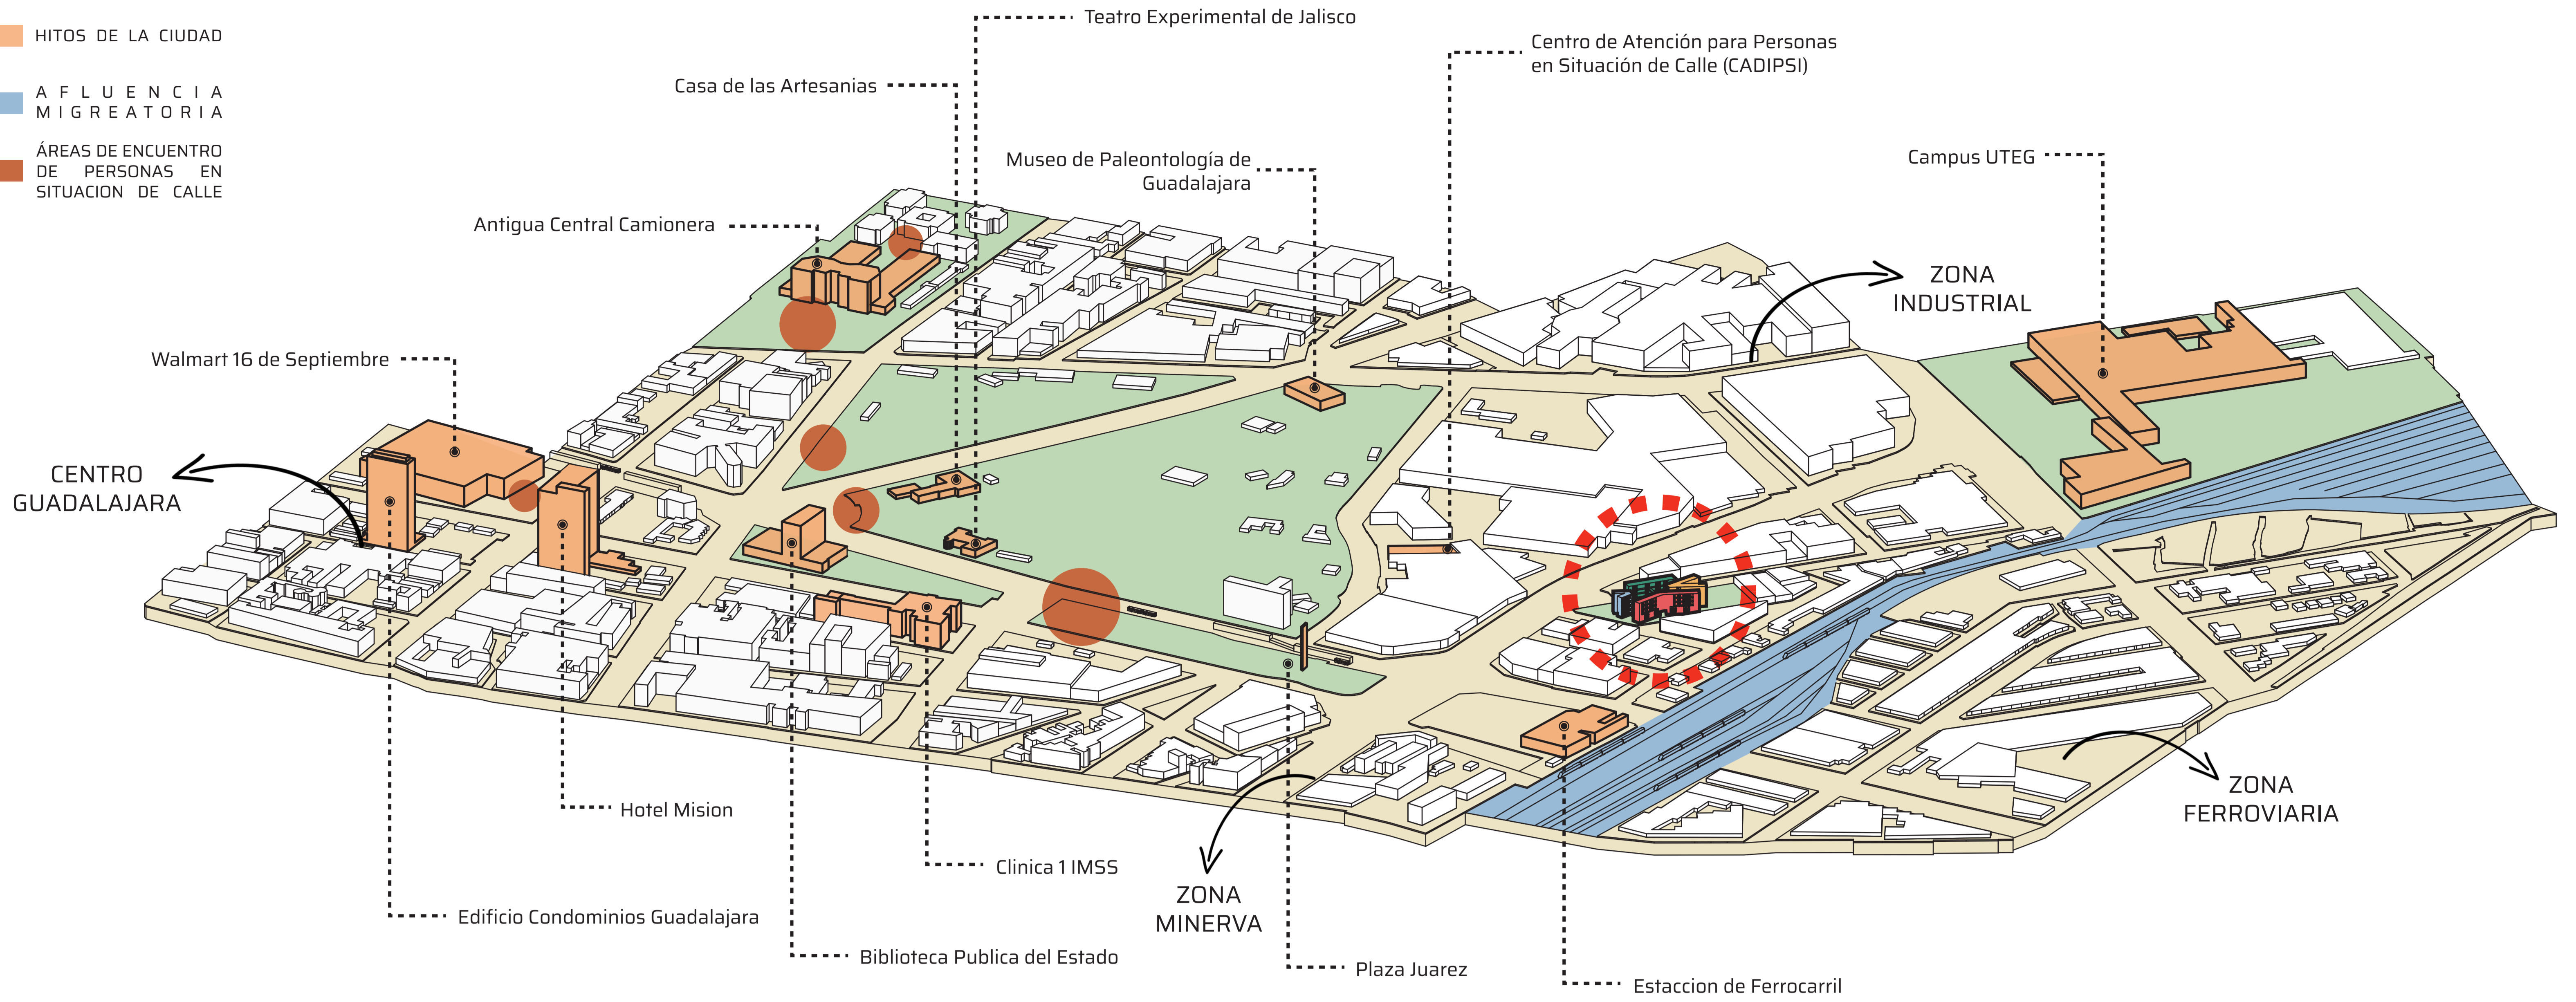 HITOS DE LA CIUDAD
AFLUENCIA
MIGREATORIA
ÁREAS DE ENCUENTRO
DE PERSONAS EN
SITUACION DE CALLE
Teatro Experimental de Jalisco
Centro de Atención para Personas
en Situación de Calle (CADIPSI)
Casa de las Artesanias
Museo de Paleontología de
Guadalajara
Campus UTEG
Antigua Central Camionera
ZONA
INDUSTRIAL
Walmart 16 de Septiembre
CENTRO
GUADALAJARA
ZONA
FERROVIARIA
Hotel Mision
Clinica 1 IMSS
ZONA
MINERVA
Edificio Condominios Guadalajara
Biblioteca Publica del Estado
Plaza Juarez
Estaccion de Ferrocarril